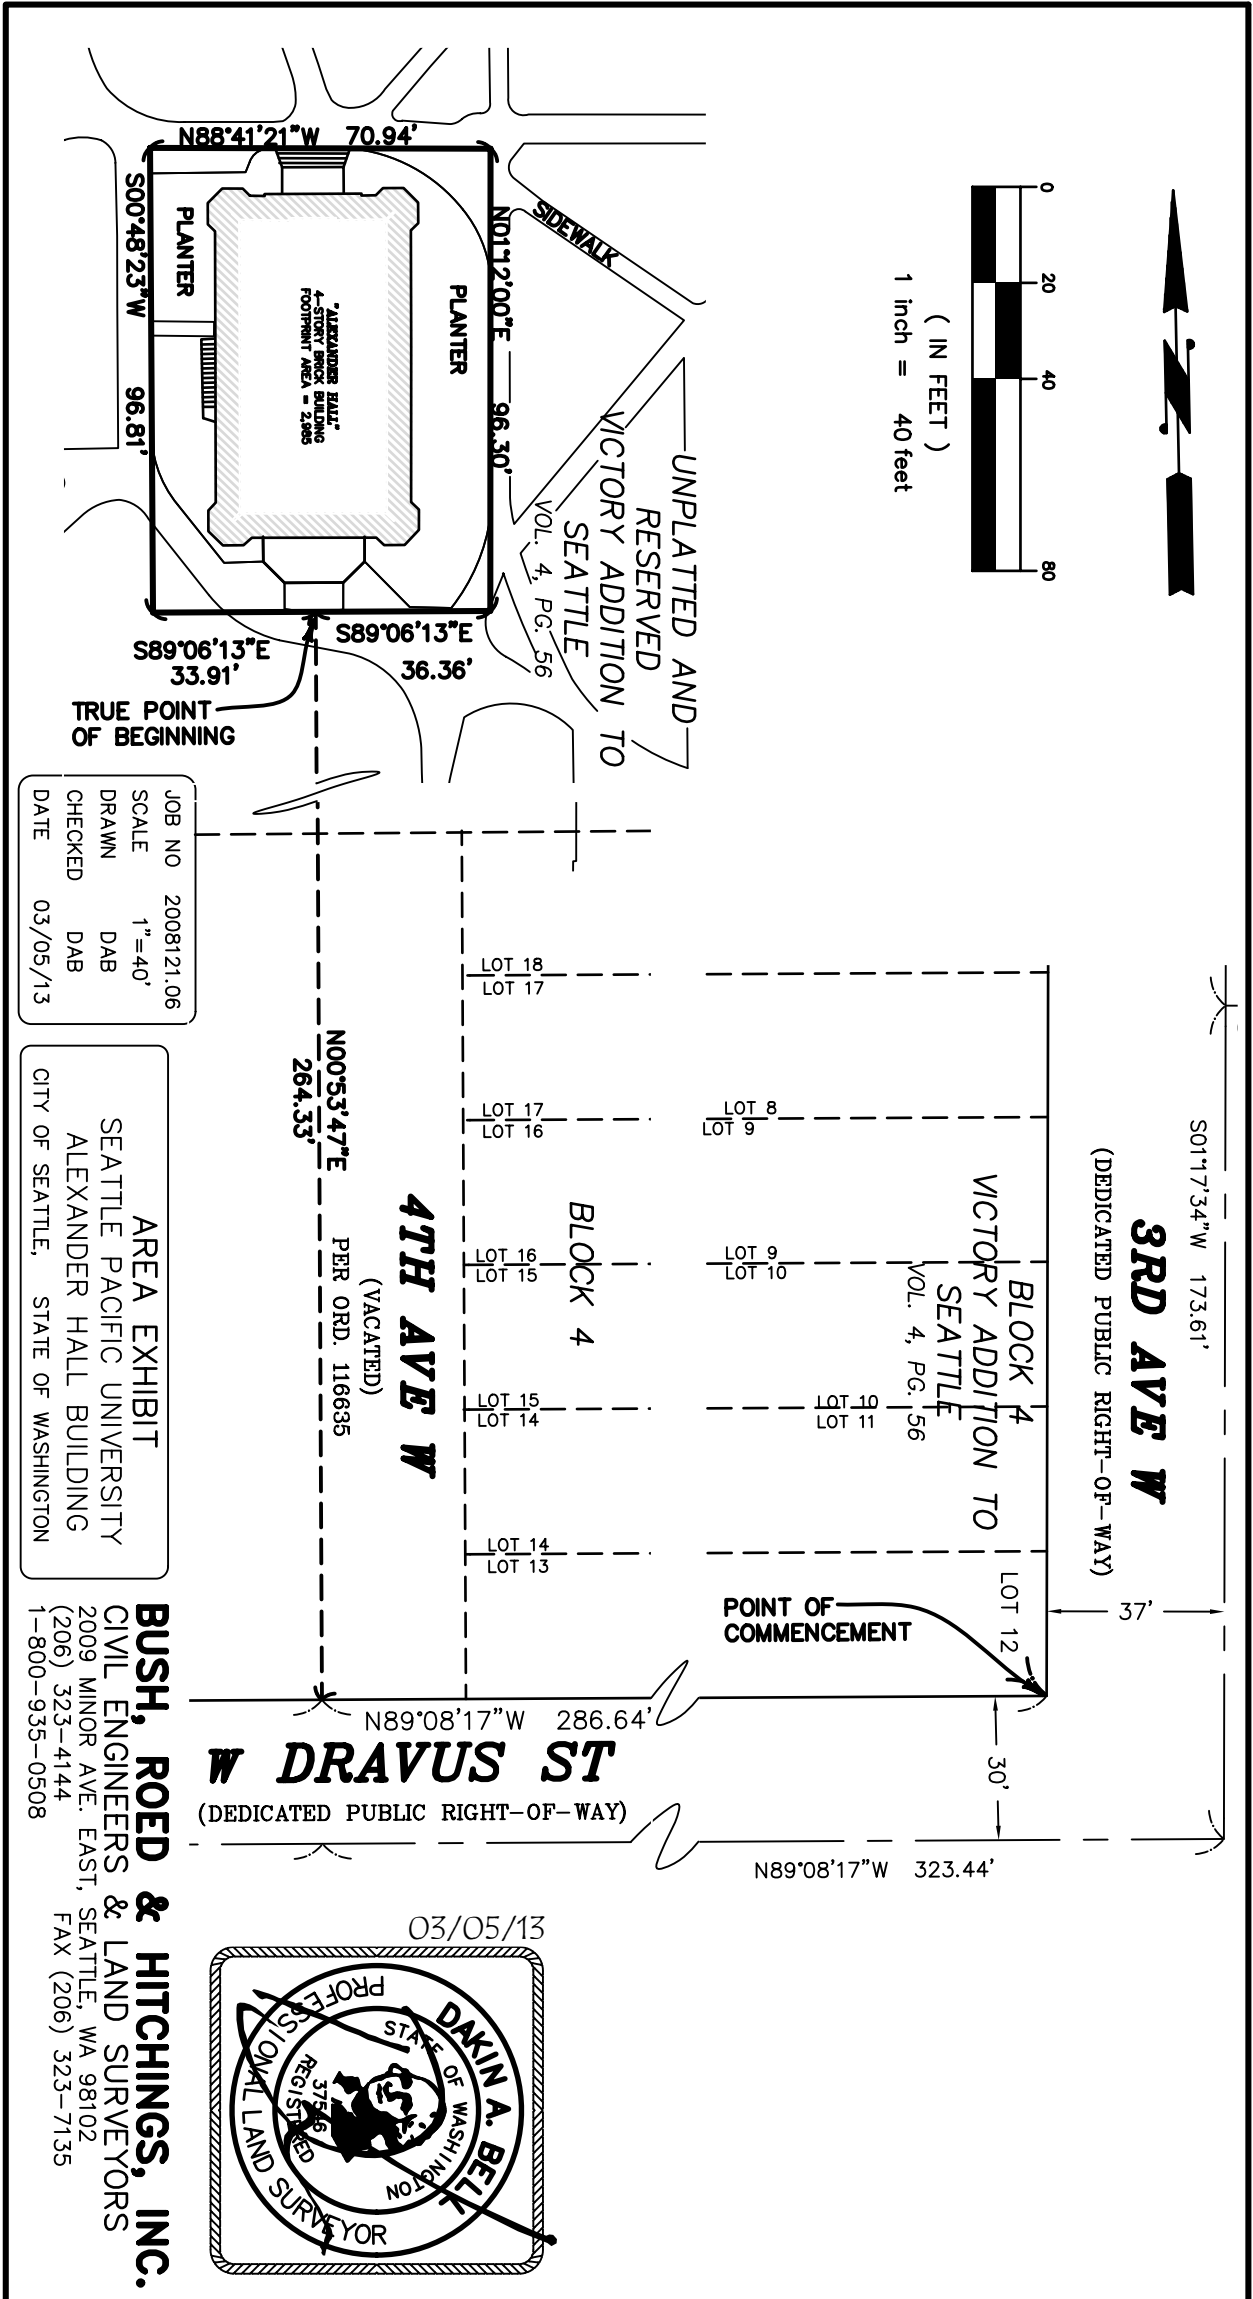 0
20
40
80
( IN FEET )
1 inch = 40 feet
N88°41'21"W 70.94'
SIDEWALK
N01°12'00"E 96.30'
PLANTER
"ALEXANDER HALL"
4-STORY BRICK BUILDING
FOOTPRINT AREA = 2,985
PLANTER
S00°48'23"W 96.81'
UNPLATTED AND
RESERVED
VICTORY ADDITION TO
SEATTLE
VOL. 4, PG. 56
S89°06'13"E
36.36'
S89°06'13"E
33.91'
TRUE POINT
OF BEGINNING
S01°17'34"W 173.61'
3RD AVE W
(DEDICATED PUBLIC RIGHT-OF-WAY)
37'
LOT 18
LOT 17
LOT 17
LOT 16
LOT 8
LOT 9
LOT 16
LOT 15
LOT 9
LOT 10
LOT 15
LOT 14
LOT 10
LOT 11
LOT 14
LOT 13
LOT 12
BLOCK 4
VICTORY ADDITION TO
SEATTLE
VOL. 4, PG. 56
BLOCK 4
4TH AVE W
(VACATED)
PER ORD. 116635
N00°53'47"E
264.33'
POINT OF
COMMENCEMENT
N89°08'17"W 286.64'
W DRAVUS ST
(DEDICATED PUBLIC RIGHT-OF-WAY)
30'
N89°08'17"W 323.44'
JOB NO 2008121.06
SCALE 1"=40'
DRAWN DAB
CHECKED DAB
DATE 03/05/13
AREA EXHIBIT
SEATTLE PACIFIC UNIVERSITY
ALEXANDER HALL BUILDING
CITY OF SEATTLE, STATE OF WASHINGTON
BUSH, ROED & HITCHINGS, INC.
CIVIL ENGINEERS & LAND SURVEYORS
2009 MINOR AVE. EAST, SEATTLE, WA 98102
(206) 323-4144 FAX (206) 323-7135
1-800-935-0508
03/05/13
DAKIN A. BELL
STATE OF WASHINGTON
37546
REGISTERED
PROFESSIONAL LAND SURVEYOR